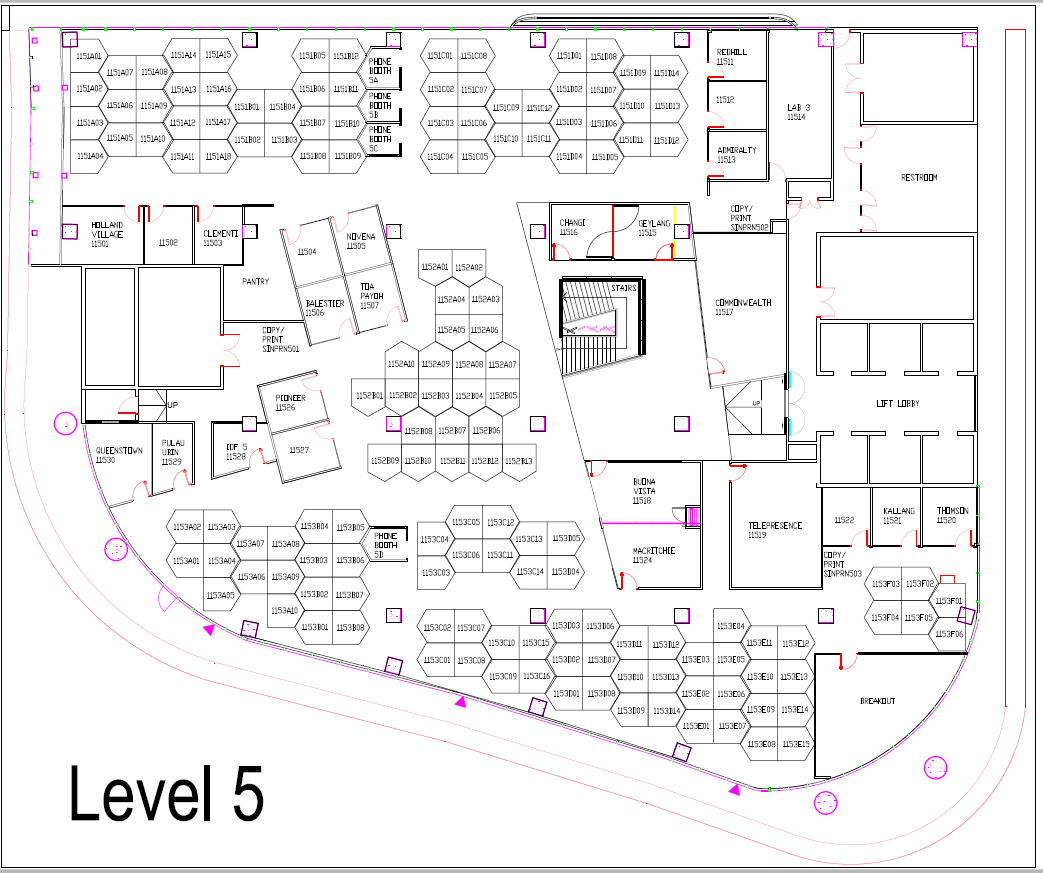 1151A01
1151A02
1151A03
1151A04
1151A07
1151A06
1151A05
1151A08
1151A09
1151A10
1151A14
1151A13
1151A12
1151A11
1151A15
1151A16
1151A17
1151A18
1151B01
1151B02
1151B04
1151B03
1151B05
1151B06
1151B07
1151B08
1151B12
1151B11
1151B10
1151B09
PHONE
BOOTH
5A
PHONE
BOOTH
5B
PHONE
BOOTH
5C
1151C01
1151C02
1151C03
1151C04
1151C08
1151C07
1151C06
1151C05
1151C09
1151C10
1151C12
1151C11
1151D01
1151D02
1151D03
1151D04
1151D08
1151D07
1151D06
1151D05
1151D09
1151D10
1151D11
1151D14
1151D13
1151D12
REDHILL
11511
11512
ADMIRALTY
11513
LAB 3
11514
RESTROOM
COPY/
PRINT
SINPRN502
HOLLAND
VILLAGE
11501
11502
CLEMENTI
11503
PANTRY
11504
NOVENA
11505
BALESTIER
11506
TOA
PAYOH
11507
COPY/
PRINT
SINPRN501
CHANGI
11516
GEYLANG
11515
STAIRS
COMMONWEALTH
11517
UP
LIFT LOBBY
1152A01
1152A02
1152A04
1152A03
1152A05
1152A06
1152A10
1152A09
1152A08
1152A07
1152B01
1152B02
1152B03
1152B04
1152B05
1152B08
1152B07
1152B06
1152B09
1152B10
1152B11
1152B12
1152B13
UP
PIONEER
11526
11527
CDF 5
11528
QUEENSTOWN
11530
PULAU
UBIN
11529
BUONA
VISTA
11518
MACRITCHIE
11524
TELEPRESENCE
11519
11522
KALLANG
11521
THOMSON
11520
COPY/
PRINT
SINPRN503
1153A02
1153A01
1153A03
1153A04
1153A05
1153A07
1153A06
1153A08
1153A09
1153A10
1153B04
1153B03
1153B02
1153B01
1153B05
1153B06
1153B07
1153B08
PHONE
BOOTH
5D
1153C05
1153C12
1153C04
1153C06
1153C11
1153C13
1153D05
1153C03
1153C14
1153D04
1153C02
1153C07
1153C01
1153C08
1153C10
1153C15
1153C09
1153C16
1153D03
1153D06
1153D02
1153D07
1153D01
1153D08
1153D11
1153D12
1153D10
1153D13
1153D09
1153D14
1153E04
1153E03
1153E05
1153E02
1153E06
1153E01
1153E07
1153E11
1153E12
1153E10
1153E13
1153E09
1153E14
1153E08
1153E15
1153F03
1153F02
1153F01
1153F04
1153F05
1153F06
BREAKOUT
Level 5